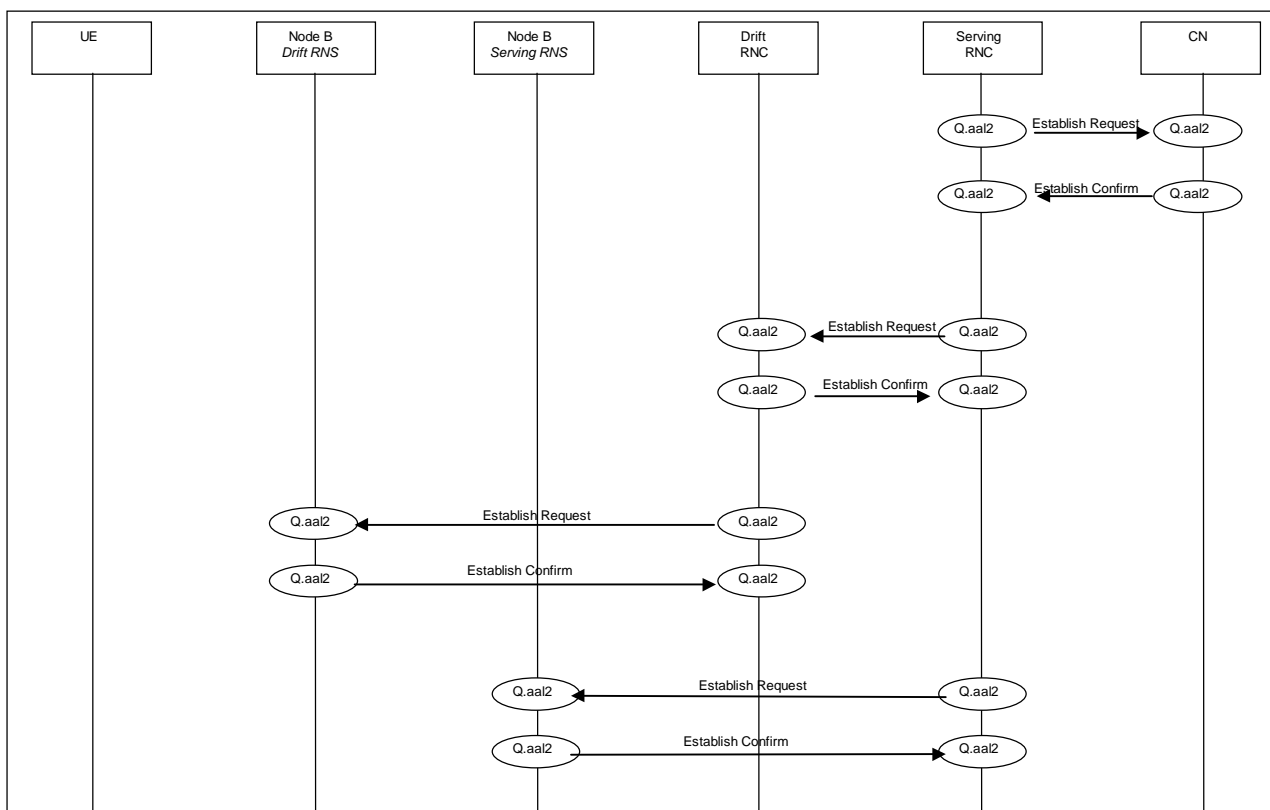 UE
Node B
Drift RNS
Node B
Serving RNS
Drift
RNC
Serving
RNC
CN
Q.aal2
Establish Request
Q.aal2
Q.aal2
Establish Confirm
Q.aal2
Q.aal2
Establish Request
Q.aal2
Q.aal2
Establish Confirm
Q.aal2
Q.aal2
Establish Request
Q.aal2
Q.aal2
Establish Confirm
Q.aal2
Q.aal2
Establish Request
Q.aal2
Q.aal2
Establish Confirm
Q.aal2